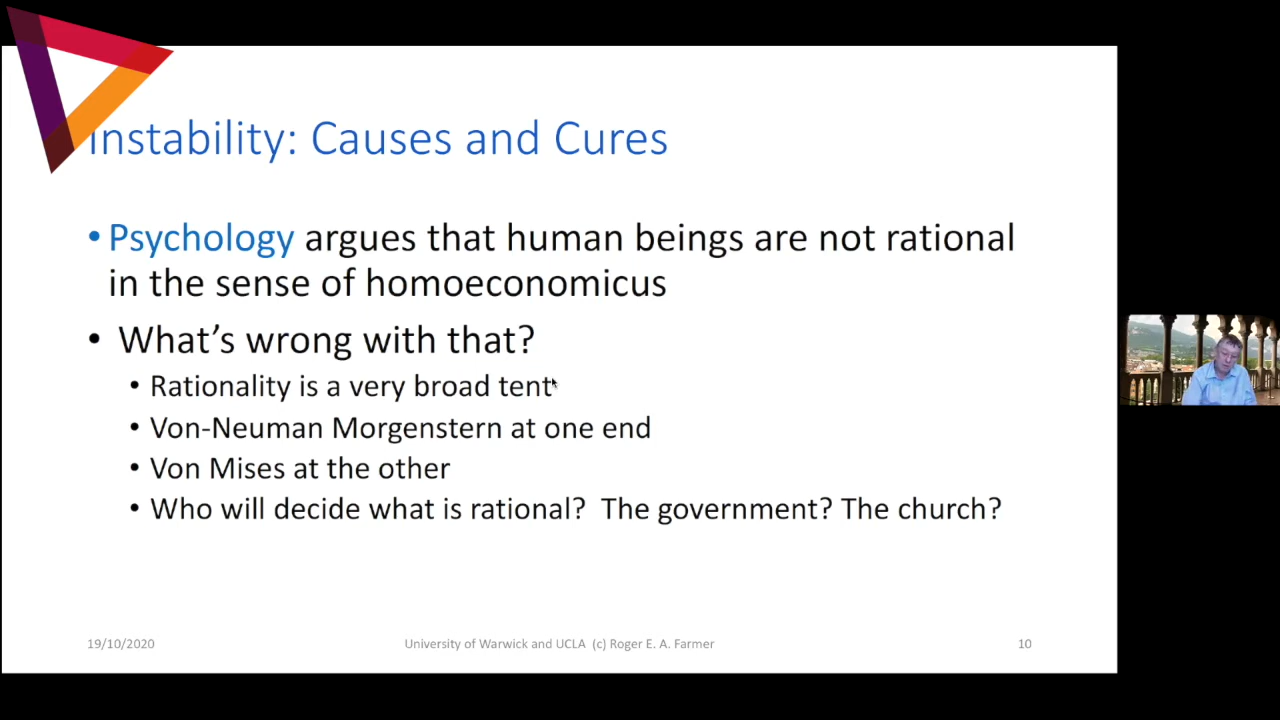 Instability: Causes and Cures
• Psychology argues that human beings are not rational
in the sense of homoeconomicus
• What’s wrong with that?
• Rationality is a very broad tent
• Von-Neuman Morgenstern at one end
• Von Mises at the other
• Who will decide what is rational? The government? The church?
19/10/2020
University of Warwick and UCLA (c) Roger E. A. Farmer
10